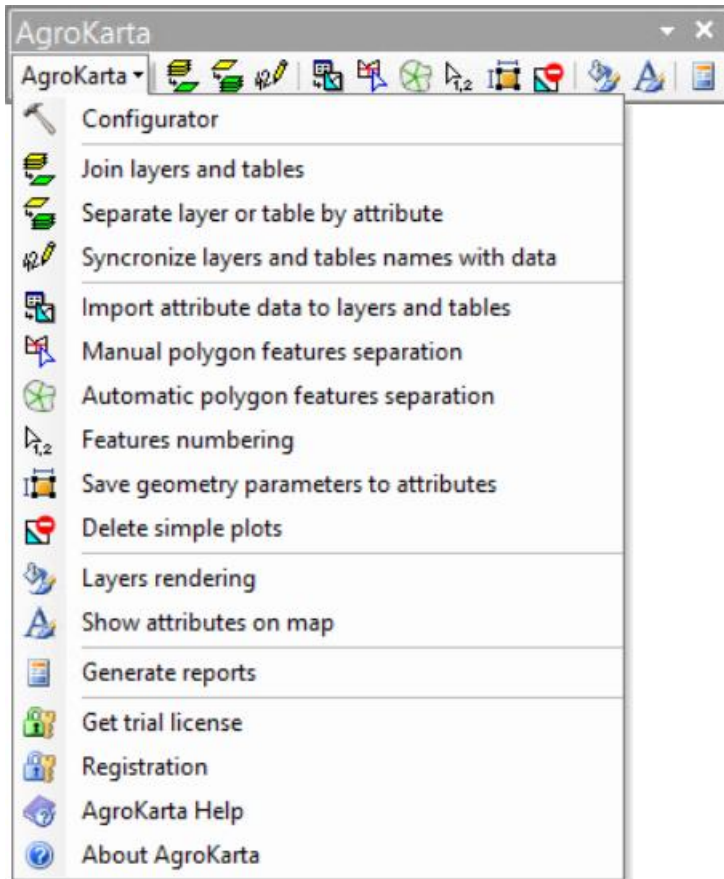 AgroKarta
AgroKarta
Configurator
Join layers and tables
Separate layer or table by attribute
Syncronize layers and tables names with data
Import attribute data to layers and tables
Manual polygon features separation
Automatic polygon features separation
Features numbering
Save geometry parameters to attributes
Delete simple plots
Layers rendering
Show attributes on map
Generate reports
Get trial license
Registration
AgroKarta Help
About AgroKarta